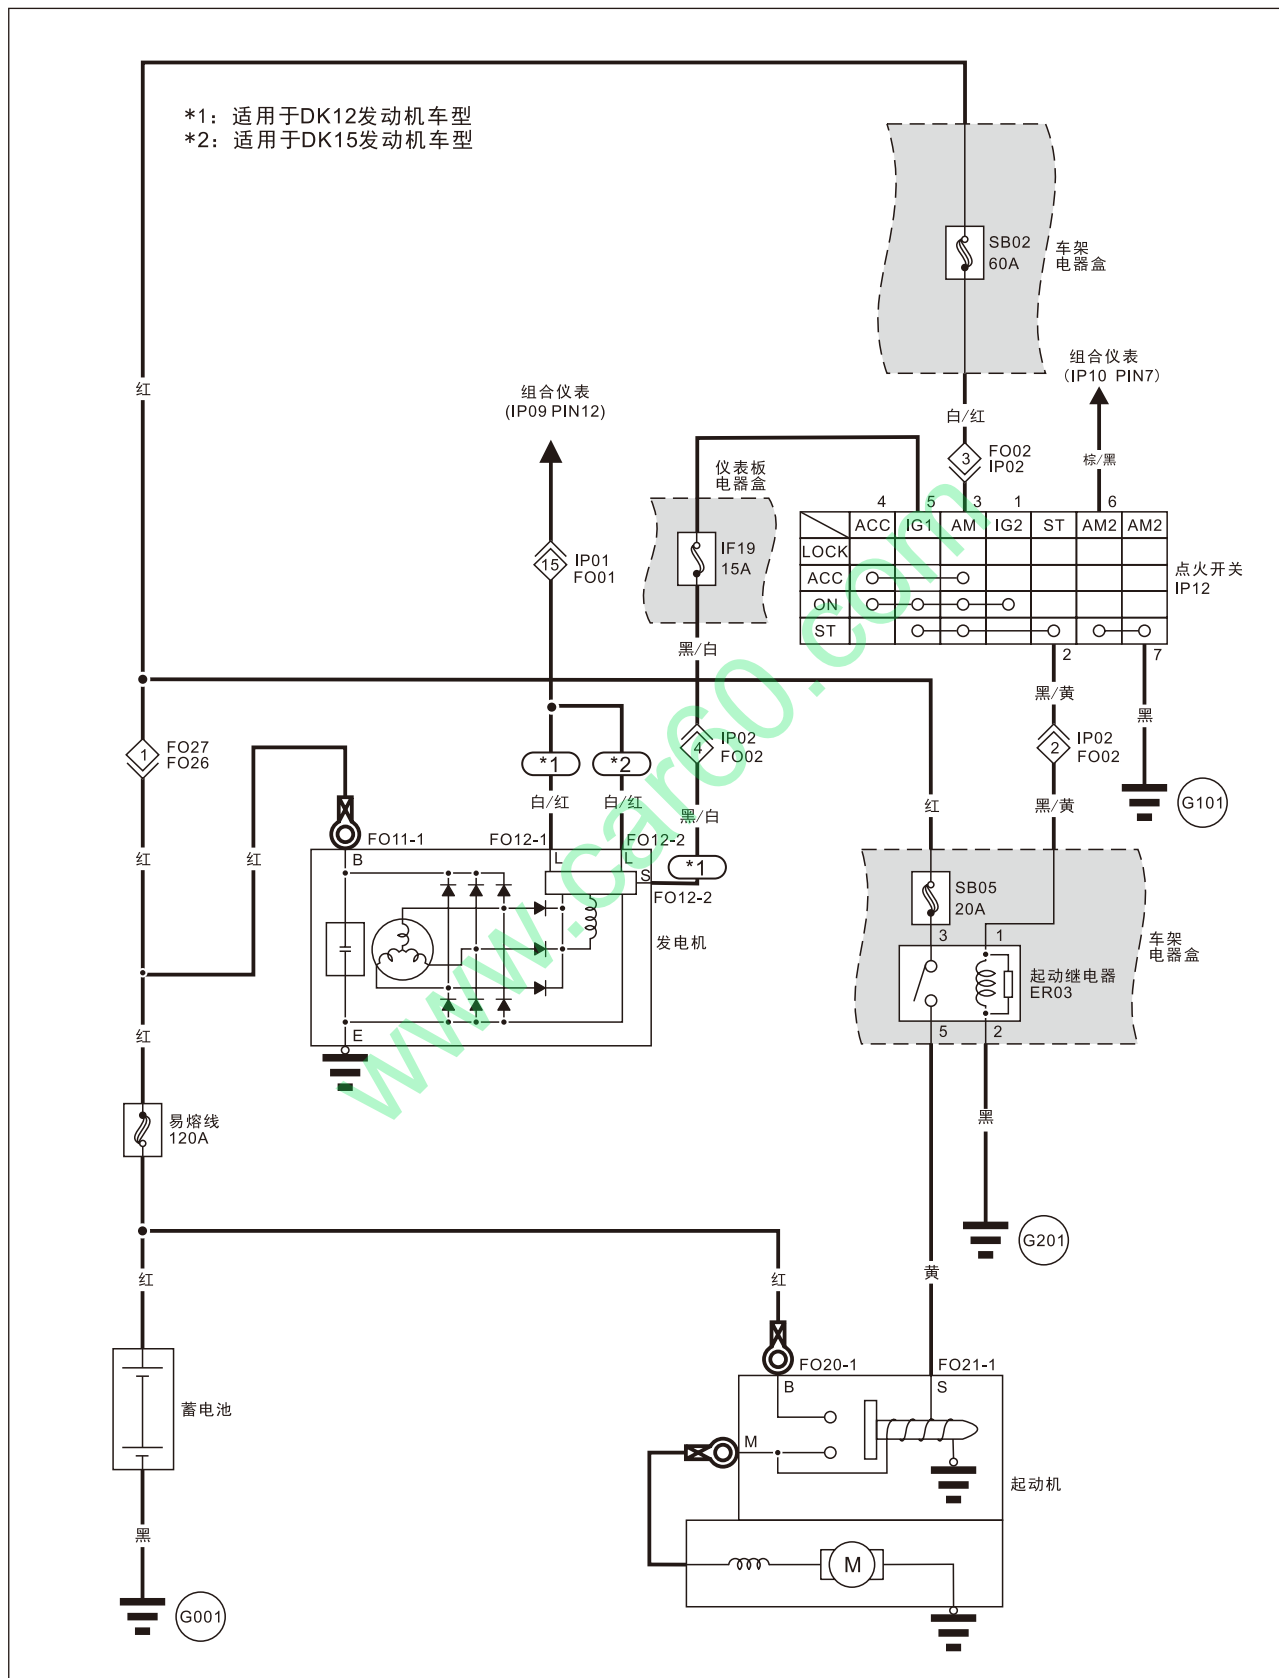 *1：适用于DK12发动机车型
*2：适用于DK15发动机车型
SB02
60A
车架
电器盒
红
组合仪表
(IP09 PIN12)
组合仪表
(IP10 PIN7)
白/红
3
FO02
IP02
棕/黑
仪表板
电器盒
IF19
15A
15
IP01
FO01
4 5 3 1 6
ACC IG1 AM IG2 ST AM2 AM2
LOCK
ACC
ON
ST
点火开关
IP12
2 7
黑/白
黑/黄
黑
1
FO27
FO26
*1
*2
4
IP02
FO02
2
IP02
FO02
G101
白/红
白/红
黑/白
红
黑/黄
红
红
FO11-1
FO12-1
FO12-2
*1
B
L
L
S
FO12-2
发电机
E
SB05
20A
3 1
车架
电器盒
起动继电器
ER03
5 2
红
易熔线
120A
黑
G201
红
红
黄
FO20-1
FO21-1
B
S
M
起动机
M
蓄电池
黑
G001
www.car60.com